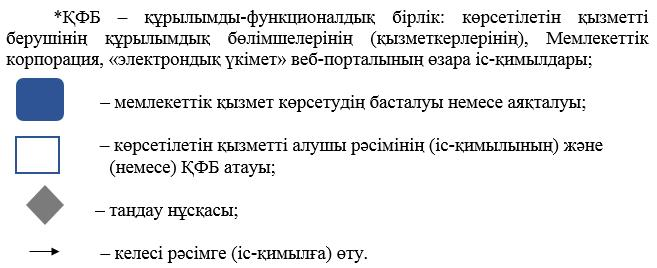 *ҚФБ – құрылымды-функционалдық бірлік: көрсетілетін қызметті
берушінің құрылымдық бөлімшелерінің (қызметкерлерінің), Мемлекеттік
корпорация, «электрондық үкімет» веб-порталының өзара іс-қимылдары;
– мемлекеттік қызмет көрсетудің басталуы немесе аяқталуы;
– көрсетілетін қызметті алушы рәсімінің (іс-қимылының) және
(немесе) ҚФБ атауы;
– таңдау нұсқасы;
– келесі рәсімге (іс-қимылға) өту.